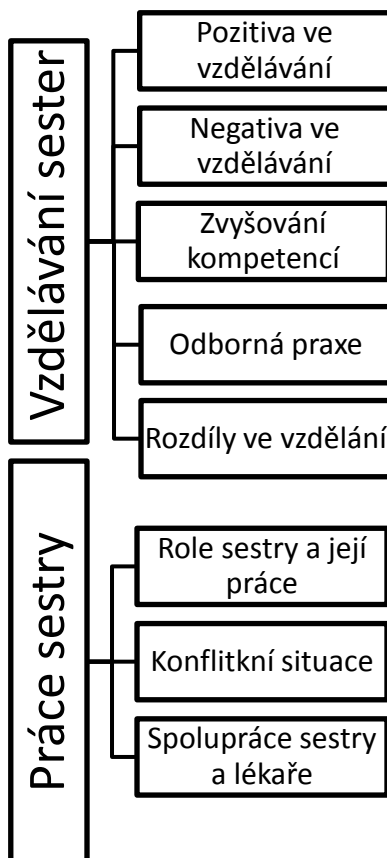 Vzdělávání sester
Pozitiva ve
vzdělávání
Negativa ve
vzdělávání
Zvyšování
kompetencí
Odborná praxe
Rozdíly ve vzdělání
Práce sestry
Role sestry a její
práce
Konflitkní situace
Spolupráce sestry
a lékaře